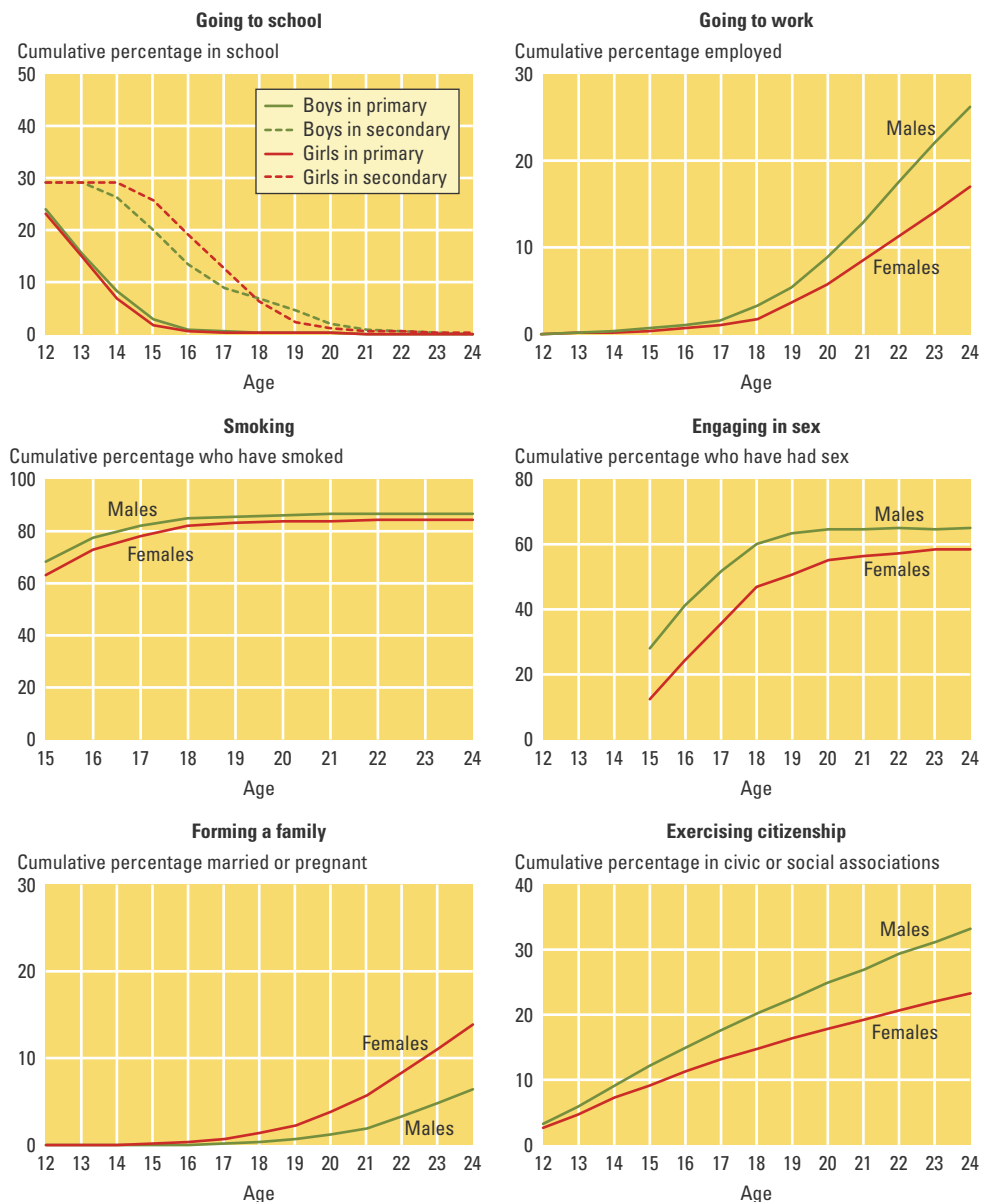 Going to school
Cumulative percentage in school
50
40
30
20
10
0
Boys in primary
Boys in secondary
Girls in primary
Girls in secondary
12 13 14 15 16 17 18 19 20 21 22 23 24
Age
Going to work
Cumulative percentage employed
30
20
10
0
Males
Females
12 13 14 15 16 17 18 19 20 21 22 23 24
Age
Smoking
Cumulative percentage who have smoked
100
80
60
40
20
0
Males
Females
15 16 17 18 19 20 21 22 23 24
Age
Engaging in sex
Cumulative percentage who have had sex
80
60
40
20
0
Males
Females
12 13 14 15 16 17 18 19 20 21 22 23 24
Age
Forming a family
Cumulative percentage married or pregnant
30
20
10
0
Females
Males
12 13 14 15 16 17 18 19 20 21 22 23 24
Age
Exercising citizenship
Cumulative percentage in civic or social associations
40
30
20
10
0
Males
Females
12 13 14 15 16 17 18 19 20 21 22 23 24
Age